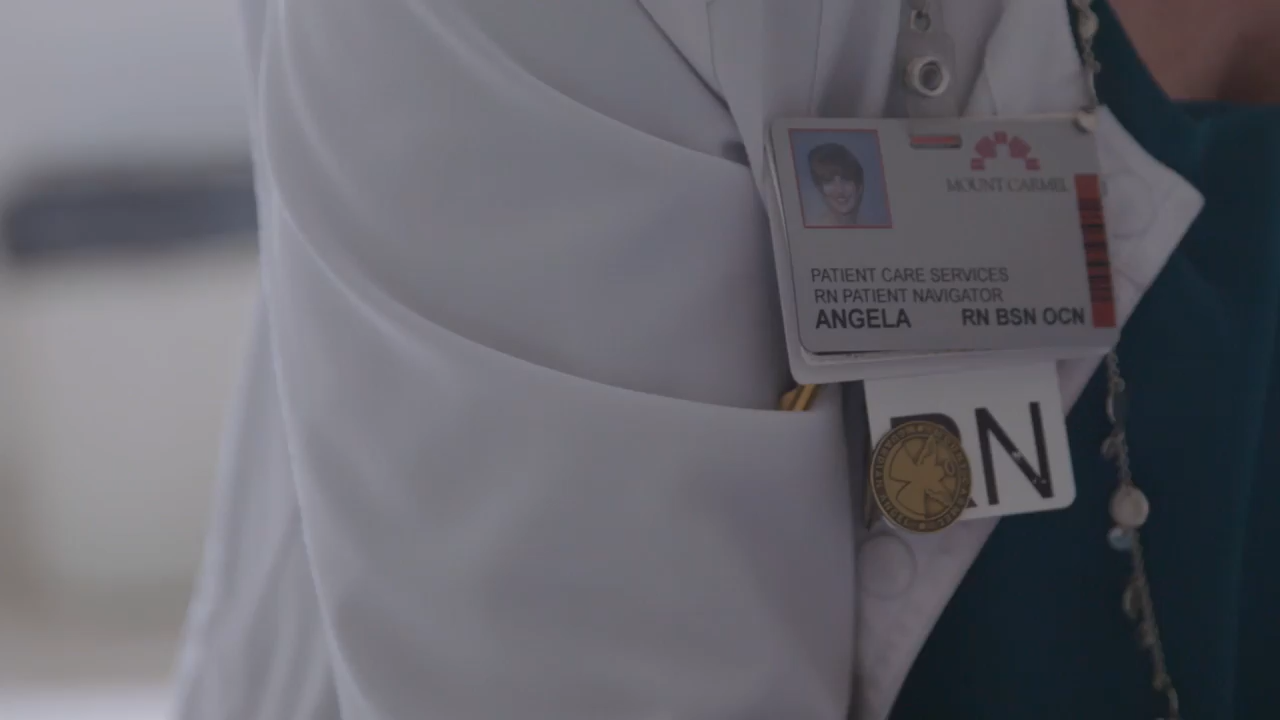 MOUNT CARMEL
PATIENT CARE SERVICES
RN PATIENT NAVIGATOR
ANGELA RN BSN OCN
RN